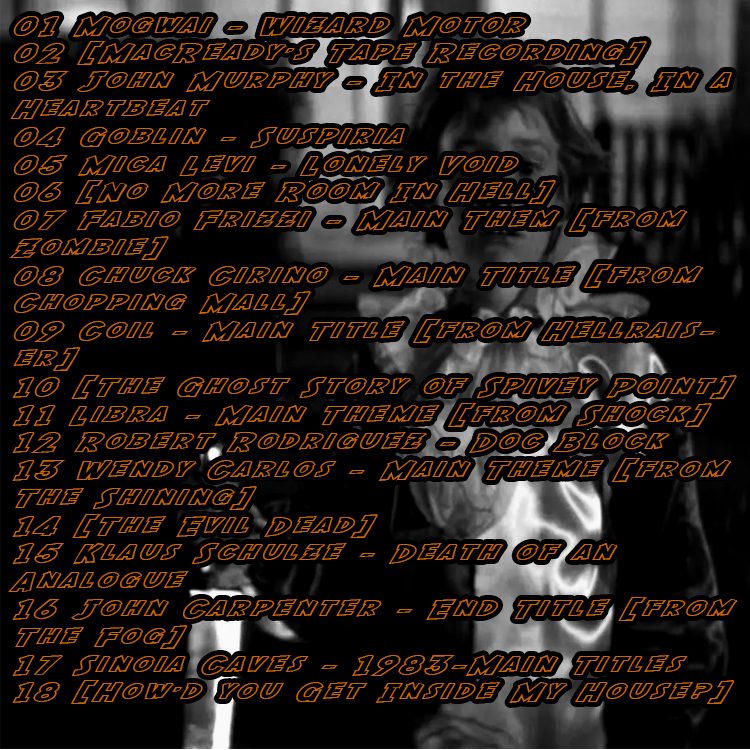 01 Mogwai - Wizard Motor
02 [MacReady's Tape Recording]
03 John Murphy - In the House, In a
Heartbeat
04 Goblin - Suspiria
05 Mica Levi - Lonely Void
06 [No More Room In Hell]
07 Fabio Frizzi - Main Theme [from
Zombie]
08 Chuck Cirino - Main Title [from
Chopping Mall]
09 Coil - Main Title [from Hellrais-
er]
10 [The Ghost Story of Spivey Point]
11 Libra - Main Theme [from Shock]
12 Robert Rodriguez - Doc Block
13 Wendy Carlos - Main Theme [from
The Shining]
14 [The Evil Dead]
15 Klaus Schulze - Death of an
Analogue
16 John Carpenter - End Title [from
The Fog]
17 Sinoia Caves - 1983-Main Titles
18 [How'd You Get Inside My House?]